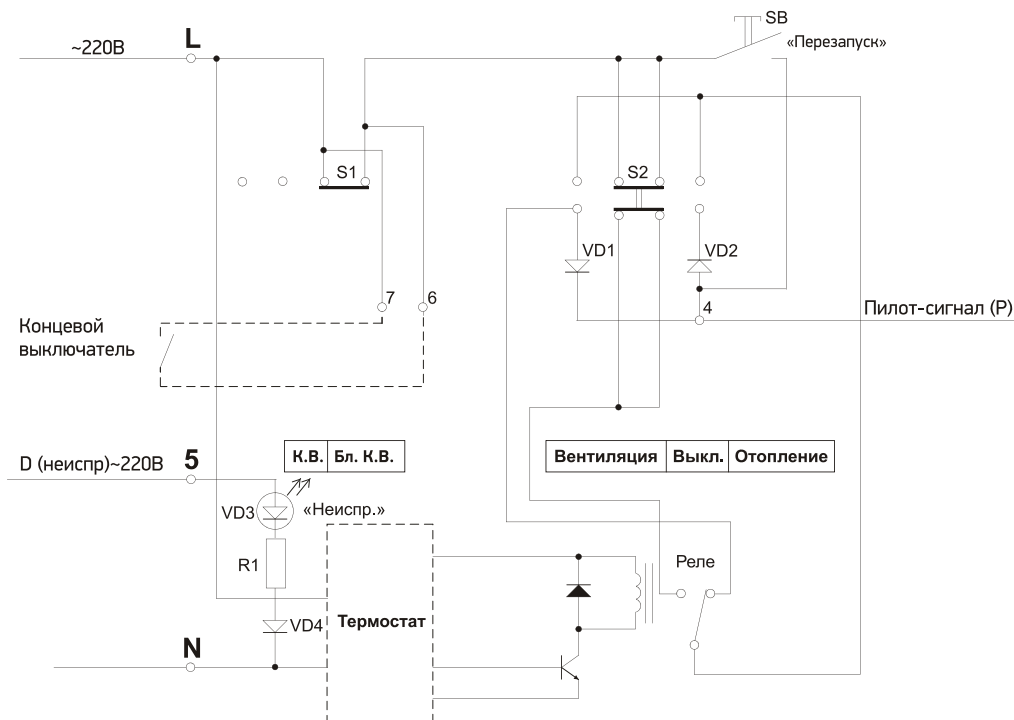 SB
L
~220В
«Перезапуск»
S1
S2
VD1
VD2
7
6
4
Пилот-сигнал (P)
Концевой
выключатель
К.В. Бл. К.В.
Вентиляция Выкл. Отопление
D (неиспр)~220В
5
VD3
«Неиспр.»
R1
Реле
Термостат
VD4
N